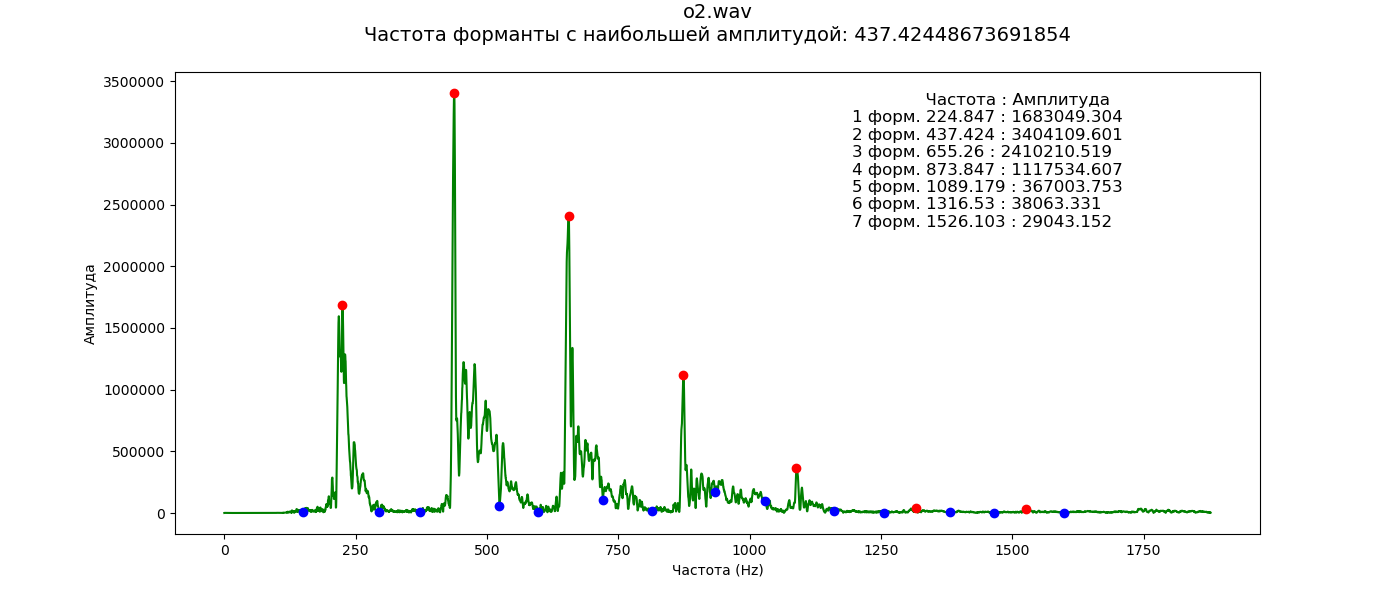 o2.wav
Частота форманты с наибольшей амплитудой: 437.42448673691854
3500000
3000000
2500000
2000000
1500000
1000000
500000
0
Амплитуда
Частота : Амплитуда
1 форм. 224.847 : 1683049.304
2 форм. 437.424 : 3404109.601
3 форм. 655.26 : 2410210.519
4 форм. 873.847 : 1117534.607
5 форм. 1089.179 : 367003.753
6 форм. 1316.53 : 38063.331
7 форм. 1526.103 : 29043.152
0 250 500 750 1000 1250 1500 1750
Частота (Hz)